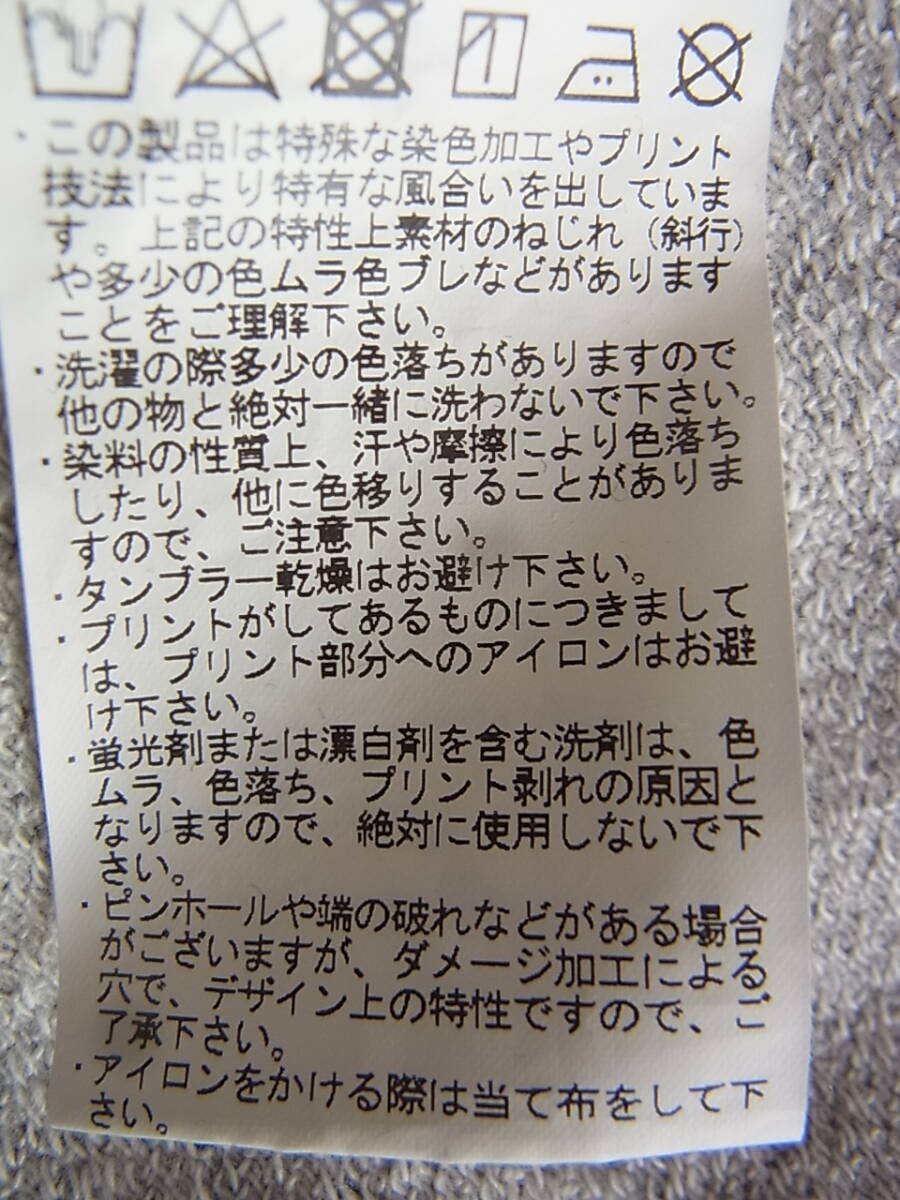 ・この製品は特殊な染色加工やプリント
技法により特有な風合いを出していま
す。上記の特性上素材のねじれ（斜行）
や多少の色ムラ色ブレなどがあります
ことをご理解下さい。
・洗濯の際多少の色落ちがありますので
他の物と絶対一緒に洗わないで下さい。
・染料の性質上、汗や摩擦により色落ち
したり、他に色移りすることがありま
すので、ご注意下さい。
・タンブラー乾燥はお避け下さい。
・プリントがしてあるものにつきまして
は、プリント部分へのアイロンはお避
け下さい。
・蛍光剤または漂白剤を含む洗剤は、色
ムラ、色落ち、プリント剥れの原因と
なりますので、絶対に使用しないで下
さい。
・ピンホールや端の破れなどがある場合
がございますが、ダメージ加工による
穴で、デザイン上の特性ですので、ご
了承下さい。
・アイロンをかける際は当て布をして下
さい。